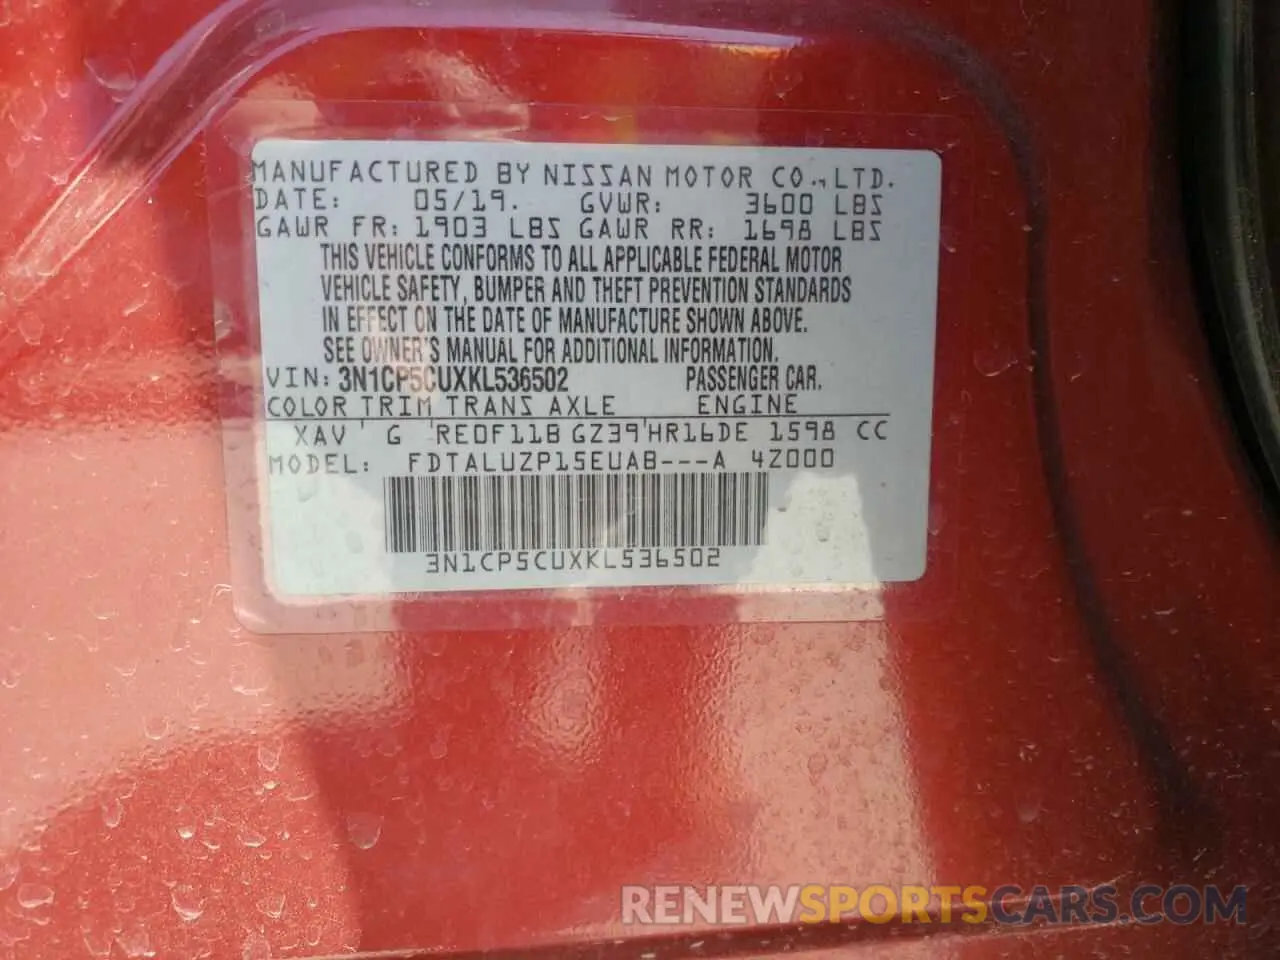 MANUFACTURED BY NISSAN MOTOR CO., LTD.
DATE: 05/19. GVWR: 3600 LBS
GAWR FR: 1903 LBS GAWR RR: 1698 LBS
THIS VEHICLE CONFORMS TO ALL APPLICABLE FEDERAL MOTOR
VEHICLE SAFETY, BUMPER AND THEFT PREVENTION STANDARDS
IN EFFECT ON THE DATE OF MANUFACTURE SHOWN ABOVE.
SEE OWNER'S MANUAL FOR ADDITIONAL INFORMATION.
VIN: 3N1CP5CUXKL536502 PASSENGER CAR.
COLOR TRIM TRANS AXLE ENGINE
XAV G RE0F11B GZ39 HR16DE 1598 CC
MODEL: FDTALUZP15EUAB---A 4Z000
3N1CP5CUXKL536502
RENEWSPORTSCARS.COM